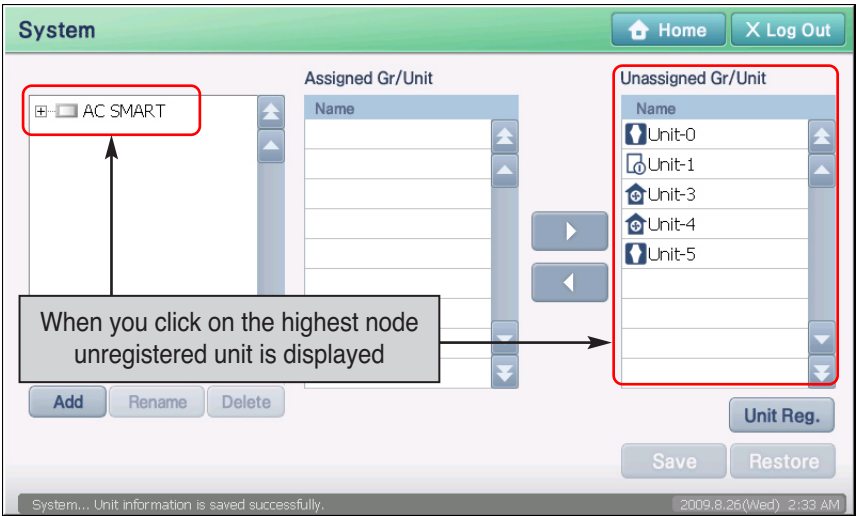 System
Home
X Log Out
Assigned Gr/Unit
Unassigned Gr/Unit
AC SMART
Name
Name
Unit-0
Unit-1
Unit-3
Unit-4
Unit-5
When you click on the highest node
unregistered unit is displayed
Add
Rename
Delete
Unit Reg.
Save
Restore
System... Unit information is saved successfully.
2009.8.26(Wed) 2:33 AM